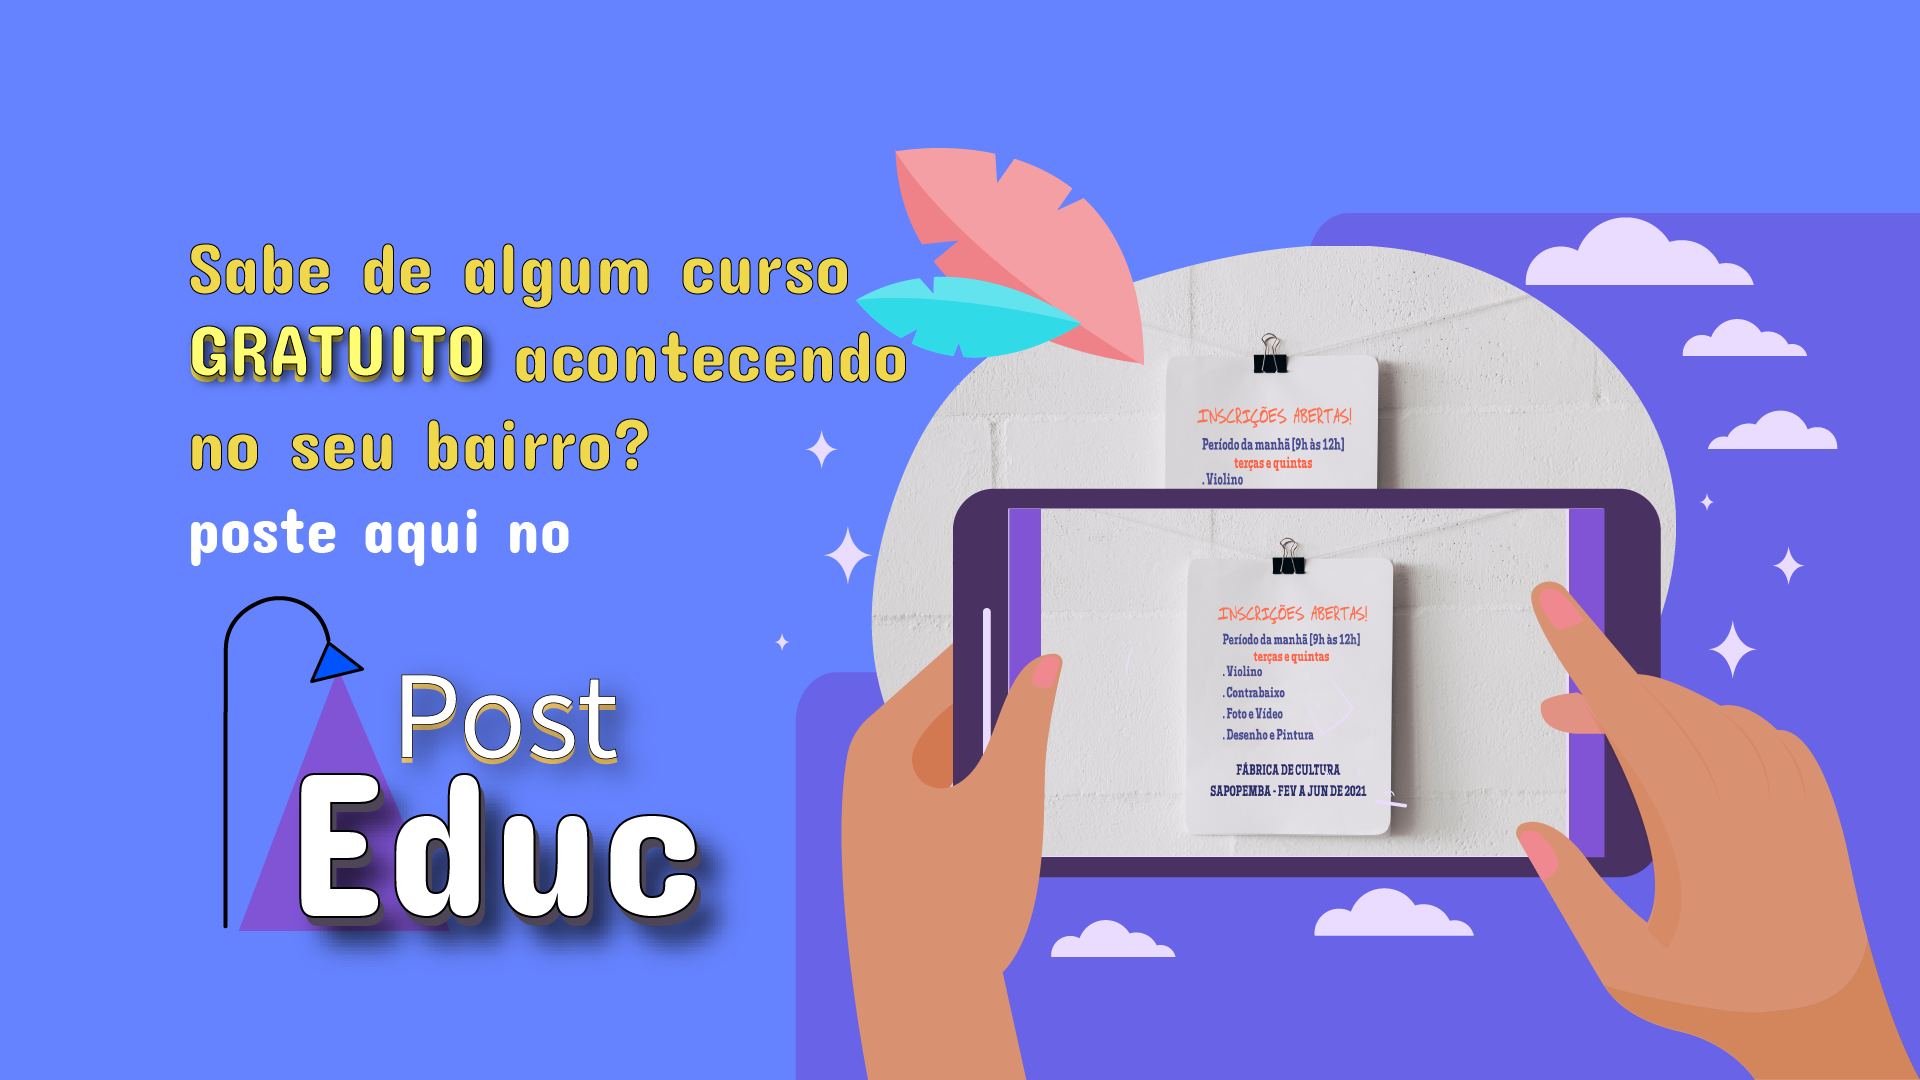 Sabe de algum curso
GRATUITO acontecendo
no seu bairro?
poste aqui no
Post
Educ
INSCRIÇÕES ABERTAS!
Período da manhã [9h às 12h]
terças e quintas
. Violino
INSCRIÇÕES ABERTAS!
Período da manhã [9h às 12h]
terças e quintas
. Violino
. Contrabaixo
. Foto e Vídeo
. Desenho e Pintura
FÁBRICA DE CULTURA
SAPOPEMBA - FEV A JUN DE 2021